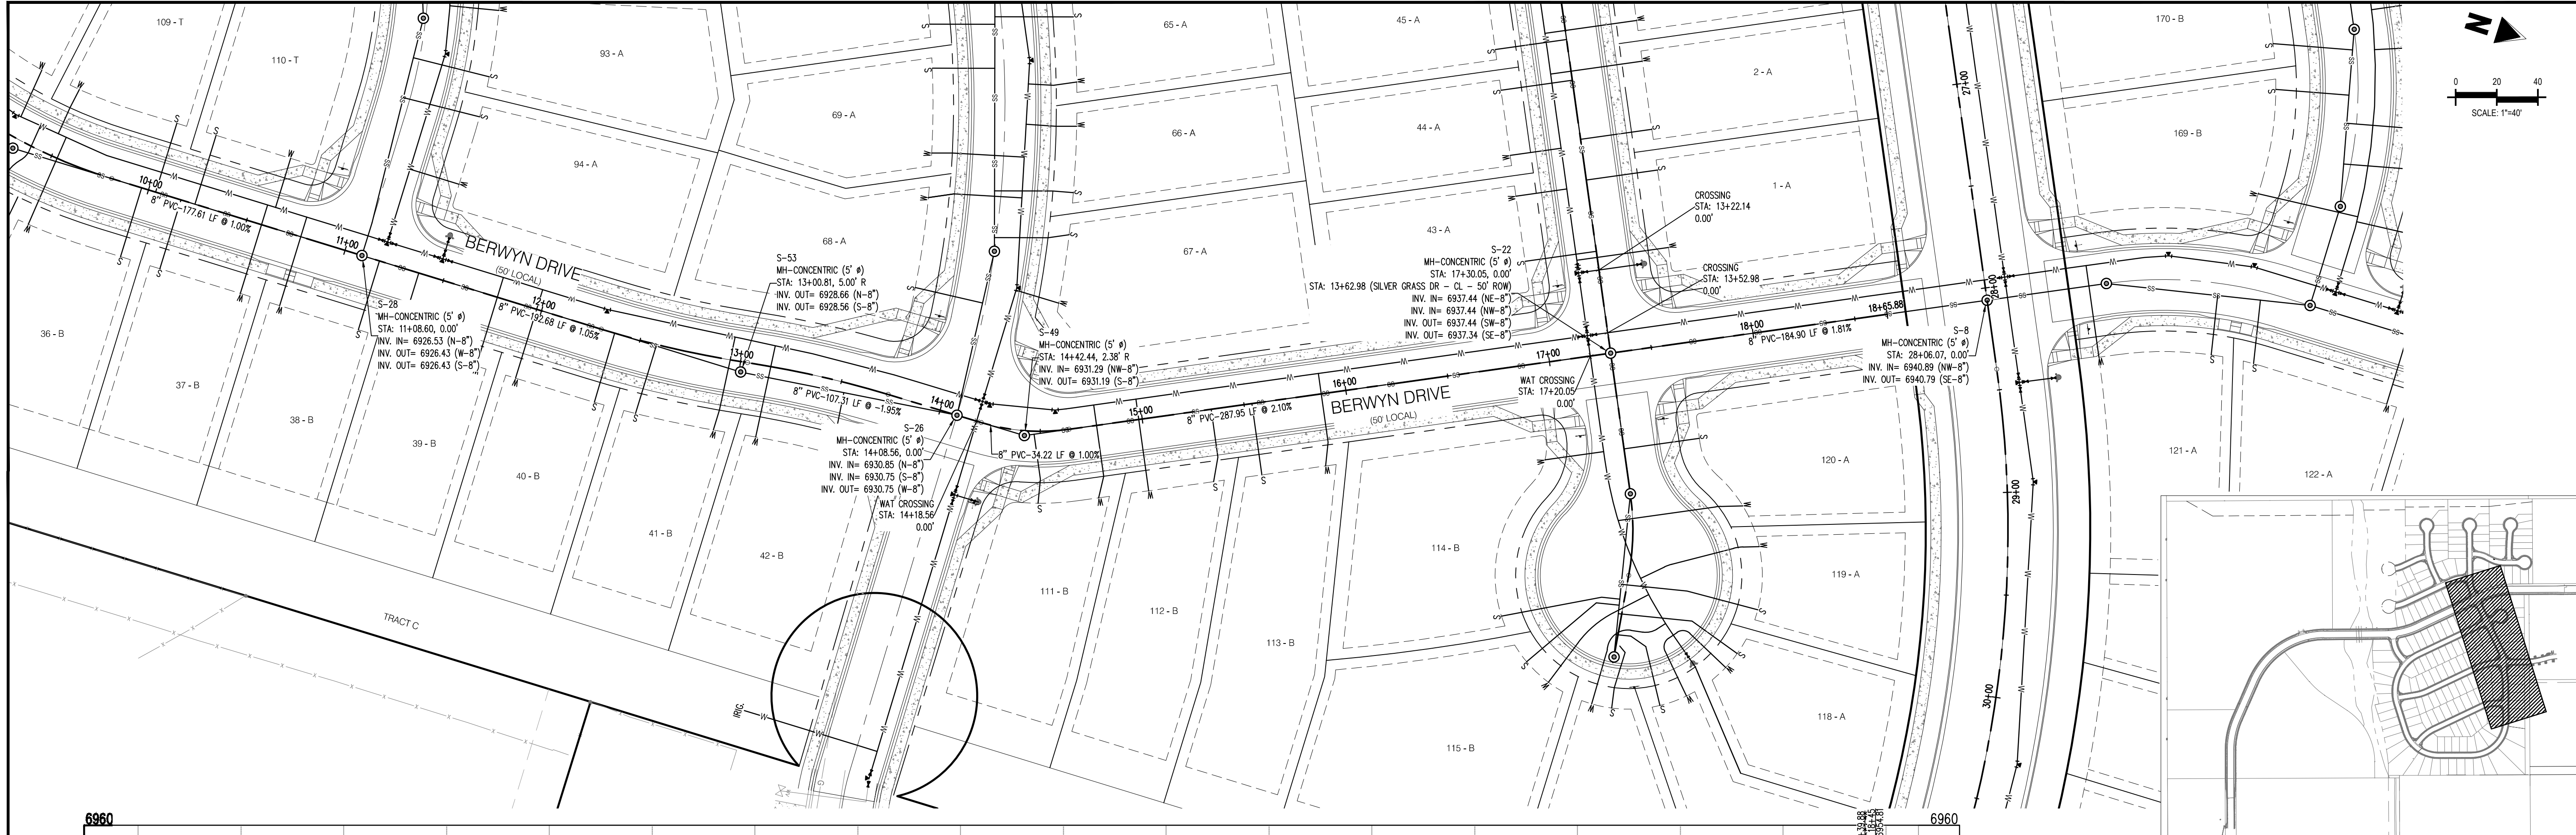 109 - T
110 - T
93 - A
94 - A
69 - A
68 - A
65 - A
66 - A
67 - A
45 - A
44 - A
43 - A
2 - A
1 - A
170 - B
169 - B
N
0 20 40
SCALE: 1"=40'
10+00
8" PVC-177.61 LF @ 1.00%
11+00
BERWYN DRIVE
(50' LOCAL)
S-28
MH-CONCENTRIC (5' ø)
STA: 11+08.60, 0.00'
INV. IN= 6926.53 (N-8")
INV. OUT= 6926.43 (W-8")
INV. OUT= 6926.43 (S-8")
12+00
8" PVC-192.68 LF @ 1.05%
S-53
MH-CONCENTRIC (5' ø)
STA: 13+00.81, 5.00' R
INV. OUT= 6928.66 (N-8")
INV. OUT= 6928.56 (S-8")
13+00
8" PVC-107.31 LF @ -1.95%
14+00
S-26
MH-CONCENTRIC (5' ø)
STA: 14+08.56, 0.00'
INV. IN= 6930.85 (N-8")
INV. IN= 6930.75 (S-8")
INV. OUT= 6930.75 (W-8")
WAT CROSSING
STA: 14+18.56
0.00'
S-49
MH-CONCENTRIC (5' ø)
STA: 14+42.44, 2.38' R
INV. IN= 6931.29 (NW-8")
INV. OUT= 6931.19 (S-8")
8" PVC-34.22 LF @ 1.00%
15+00
8" PVC-287.95 LF @ 2.10%
16+00
BERWYN DRIVE
(50' LOCAL)
S-22
MH-CONCENTRIC (5' ø)
STA: 17+30.05, 0.00'
STA: 13+62.98 (SILVER GRASS DR - CL - 50' ROW)
INV. IN= 6937.44 (NE-8")
INV. IN= 6937.44 (NW-8")
INV. OUT= 6937.44 (SW-8")
INV. OUT= 6937.34 (SE-8")
CROSSING
STA: 13+22.14
0.00'
CROSSING
STA: 13+52.98
0.00'
17+00
WAT CROSSING
STA: 17+20.05
0.00'
18+00
8" PVC-184.90 LF @ 1.81%
18+65.88
S-8
MH-CONCENTRIC (5' ø)
STA: 28+06.07, 0.00'
INV. IN= 6940.89 (NW-8")
INV. OUT= 6940.79 (SE-8")
27+00
28+00
29+00
30+00
36 - B
37 - B
38 - B
39 - B
40 - B
41 - B
42 - B
111 - B
112 - B
113 - B
114 - B
115 - B
118 - A
119 - A
120 - A
121 - A
122 - A
TRACT C
IRIG.
6960
6960
18+45